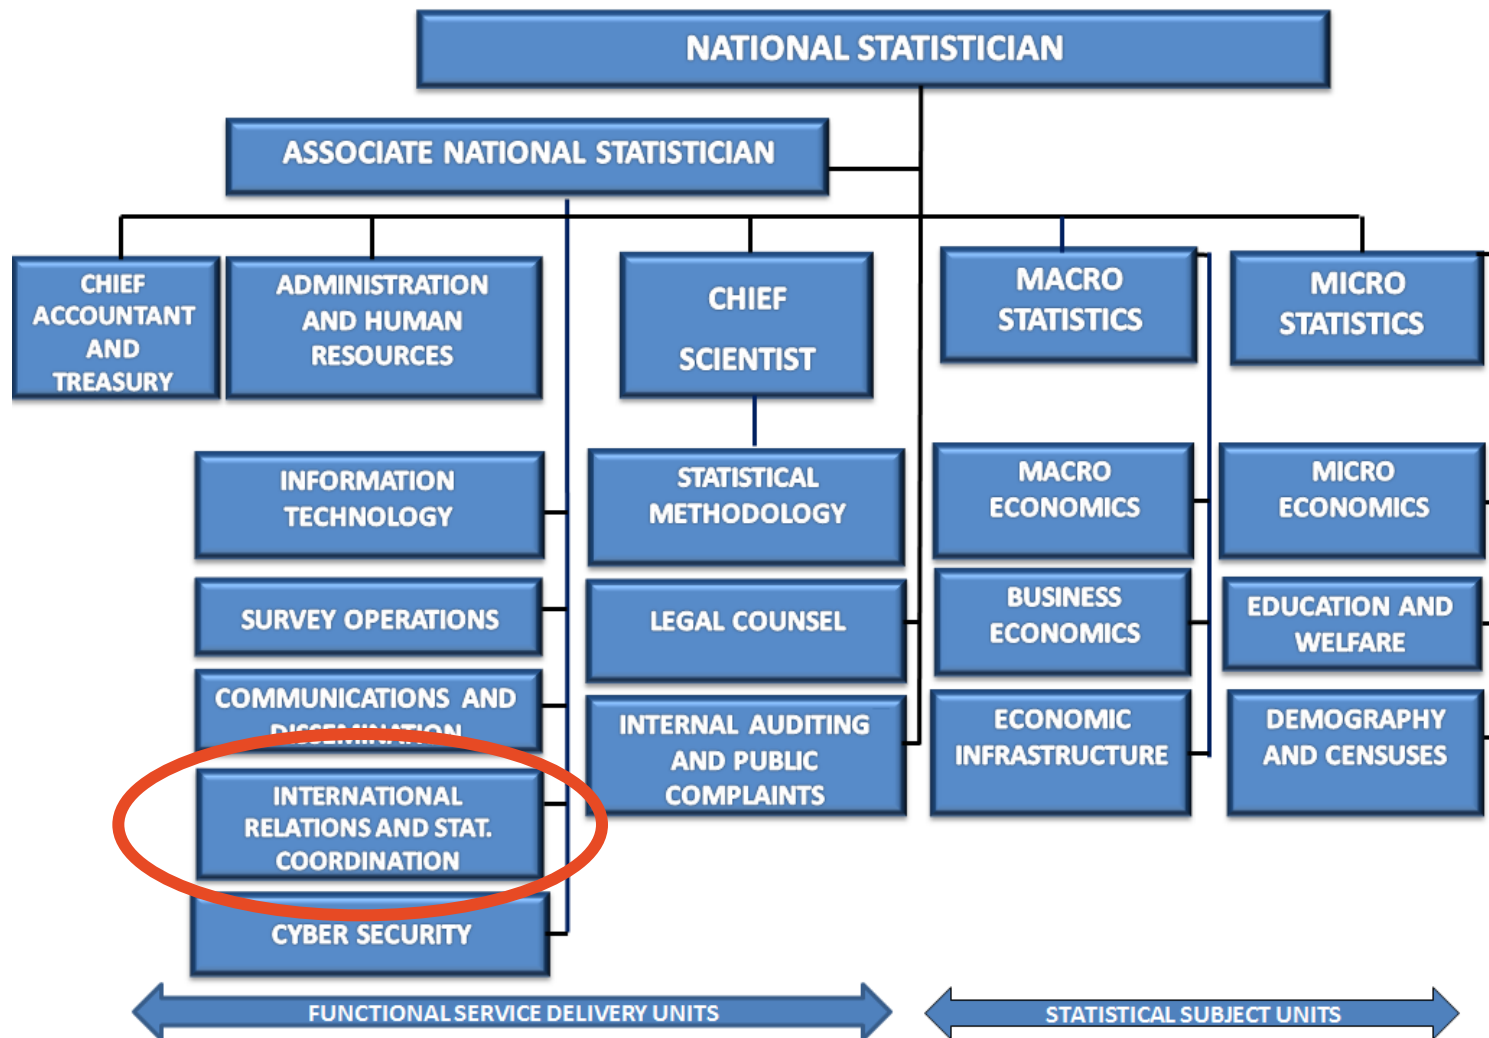 NATIONAL STATISTICIAN
ASSOCIATE NATIONAL STATISTICIAN
CHIEF
ACCOUNTANT
AND
TREASURY
ADMINISTRATION
AND HUMAN
RESOURCES
CHIEF
SCIENTIST
MACRO
STATISTICS
MICRO
STATISTICS
INFORMATION
TECHNOLOGY
SURVEY OPERATIONS
COMMUNICATIONS AND
DISSEMINATION
INTERNATIONAL
RELATIONS AND STAT.
COORDINATION
CYBER SECURITY
STATISTICAL
METHODOLOGY
LEGAL COUNSEL
INTERNAL AUDITING
AND PUBLIC
COMPLAINTS
MACRO
ECONOMICS
BUSINESS
ECONOMICS
ECONOMIC
INFRASTRUCTURE
MICRO
ECONOMICS
EDUCATION AND
WELFARE
DEMOGRAPHY
AND CENSUSES
FUNCTIONAL SERVICE DELIVERY UNITS
STATISTICAL SUBJECT UNITS